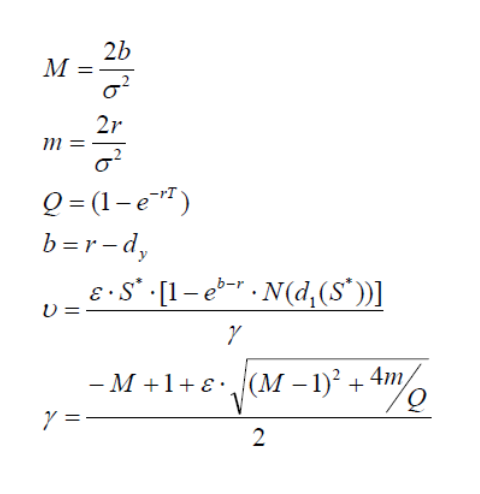 M = 2b/σ²
m = 2r/σ²
Q = (1 − e^{−rT})
b = r − d_y
υ = ε · S^* · [1 − e^{b−r} · N(d₁(S^*))] / γ
γ = (−M + 1 + ε · √((M − 1)² + 4m/Q)) / 2